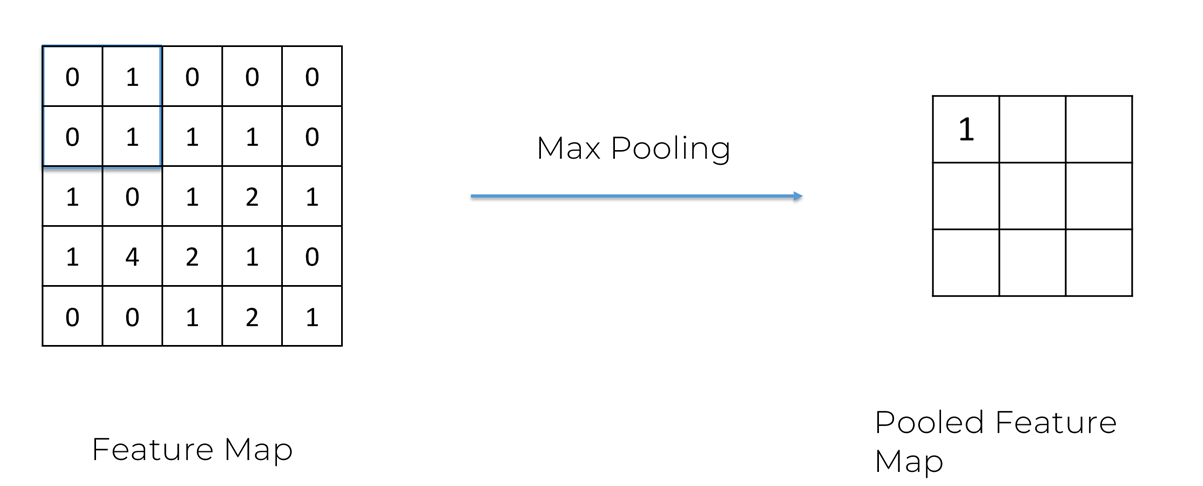 0 1 0 0 0
0 1 1 1 0
1 0 1 2 1
1 4 2 1 0
0 0 1 2 1
Feature Map
Max Pooling
1
Pooled Feature
Map